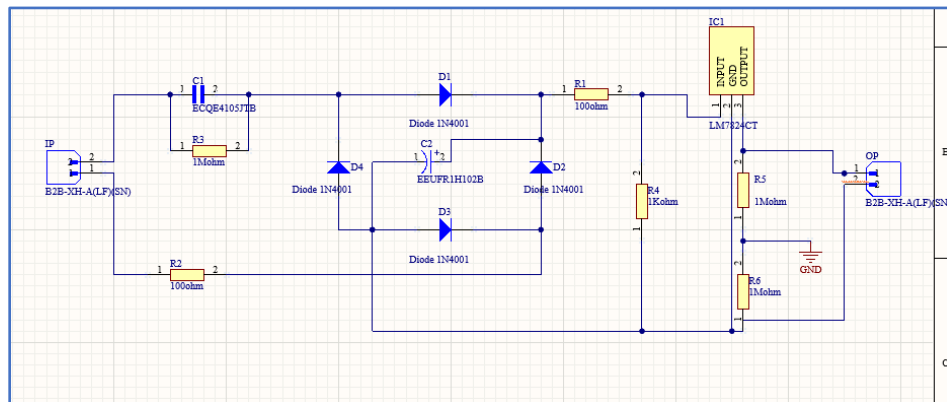 IC1
INPUT
GND
OUTPUT
1
2
3
LM7824CT
C1
1
2
ECQE4105JTB
R3
1Mohm
D1
Diode 1N4001
R1
1
2
100ohm
IP
2
1
2
1
B2B-XH-A(LF)(SN)
D4
Diode 1N4001
C2
1
+
2
EEUFR1H102B
D2
Diode 1N4001
D3
Diode 1N4001
2
R4
1Kohm
1
2
R5
1Mohm
1
OP
1
2
1
2
B2B-XH-A(LF)(SN
GND
R2
1
2
100ohm
2
R6
1Mohm
1